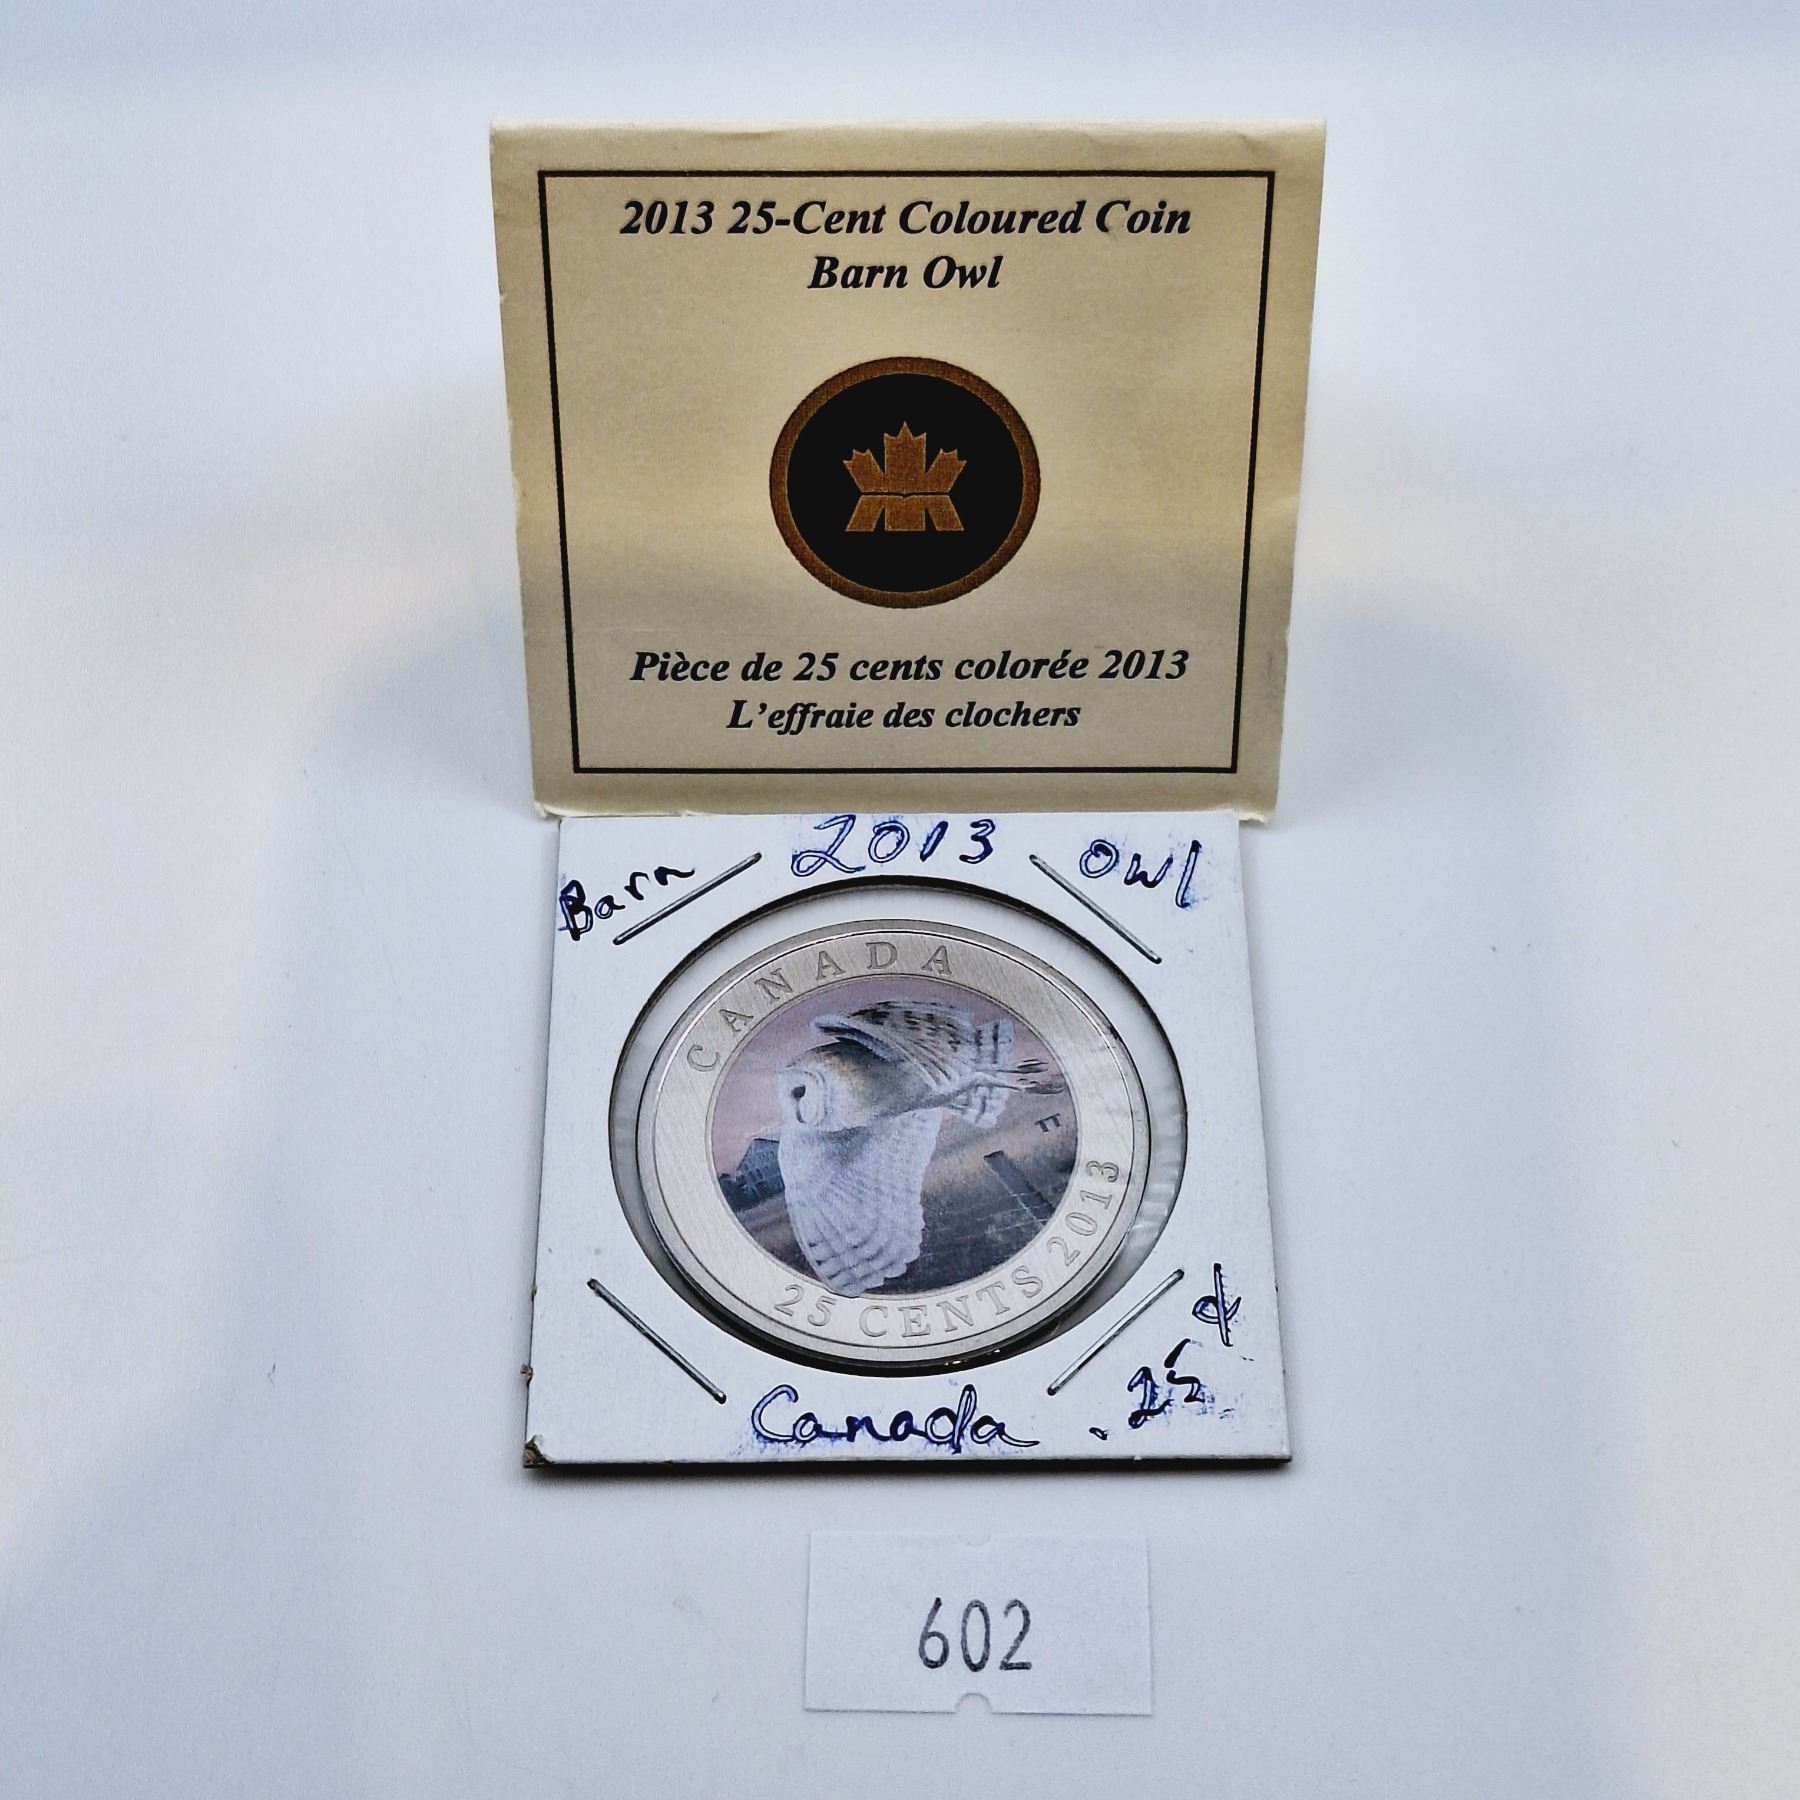 2013 25-Cent Coloured Coin
Barn Owl
Pièce de 25 cents colorée 2013
L'effraie des clochers
Barn 2013 Owl
CANADA
25 CENTS 2013
Canada .25 ¢
602